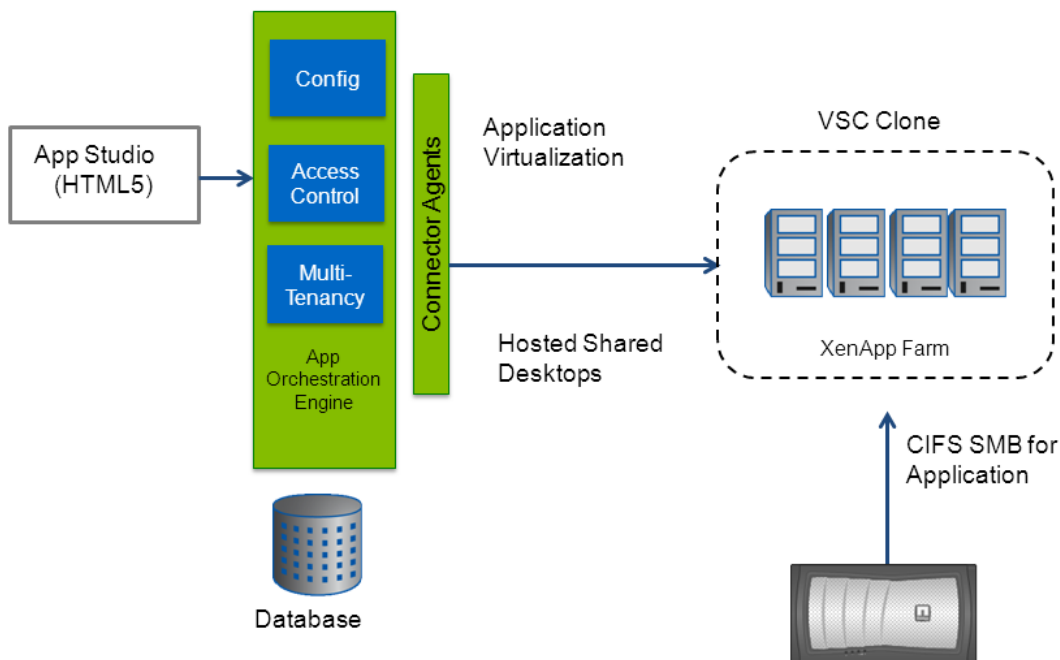 App Studio
(HTML5)
Config
Access
Control
Multi-
Tenancy
App
Orchestration
Engine
Connector Agents
Database
Application
Virtualization
Hosted Shared
Desktops
VSC Clone
XenApp Farm
CIFS SMB for
Application